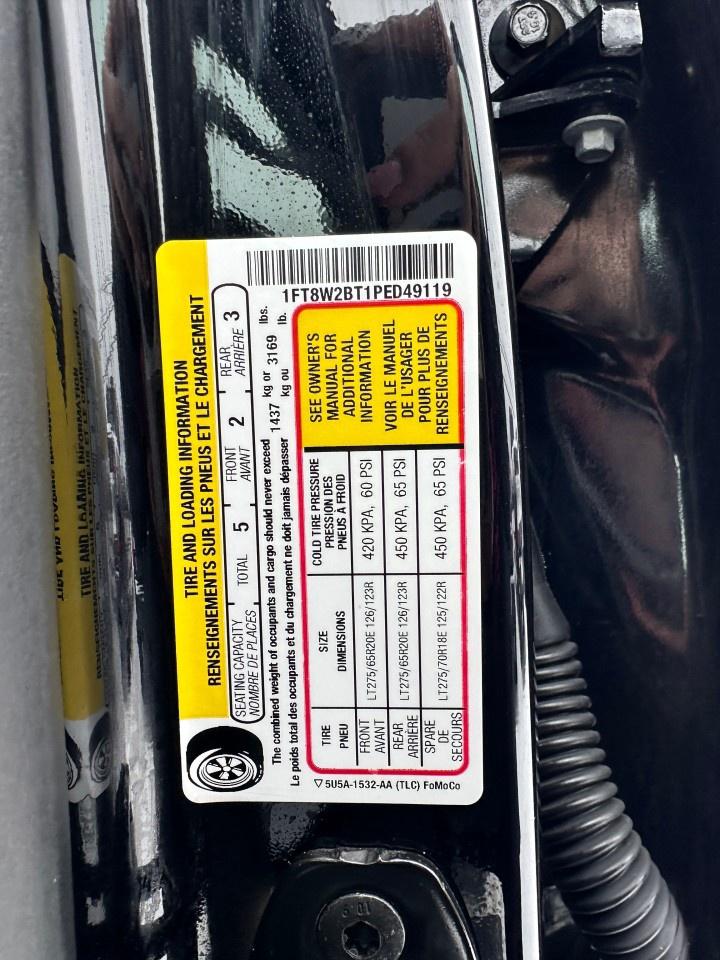 TIRE AND LOADING INFORMATION
RENSEIGNEMENTS SUR LES PNEUS ET LE CHARGEMENT
SEATING CAPACITY TOTAL 5 FRONT 2 REAR 3
NOMBRE DE PLACES AVANT ARRIÈRE
The combined weight of occupants and cargo should never exceed 1437 kg or 3169 lbs.
Le poids total des occupants et du chargement ne doit jamais dépasser kg ou lb.
1FT8W2BT1PED49119
TIRE SIZE COLD TIRE PRESSURE
PNEU DIMENSIONS PRESSION DES
PNEUS À FROID
FRONT LT275/65R20E 126/123R 420 KPA, 60 PSI
AVANT
REAR LT275/65R20E 126/123R 450 KPA, 65 PSI
ARRIÈRE
SPARE LT275/70R18E 125/122R 450 KPA, 65 PSI
DE
SECOURS
SEE OWNER'S
MANUAL FOR
ADDITIONAL
INFORMATION
VOIR LE MANUEL
DE L'USAGER
POUR PLUS DE
RENSEIGNEMENTS
5U5A-1532-AA (TLC) FoMoCo
TIRE AND LOADING INFORMATION
10.9